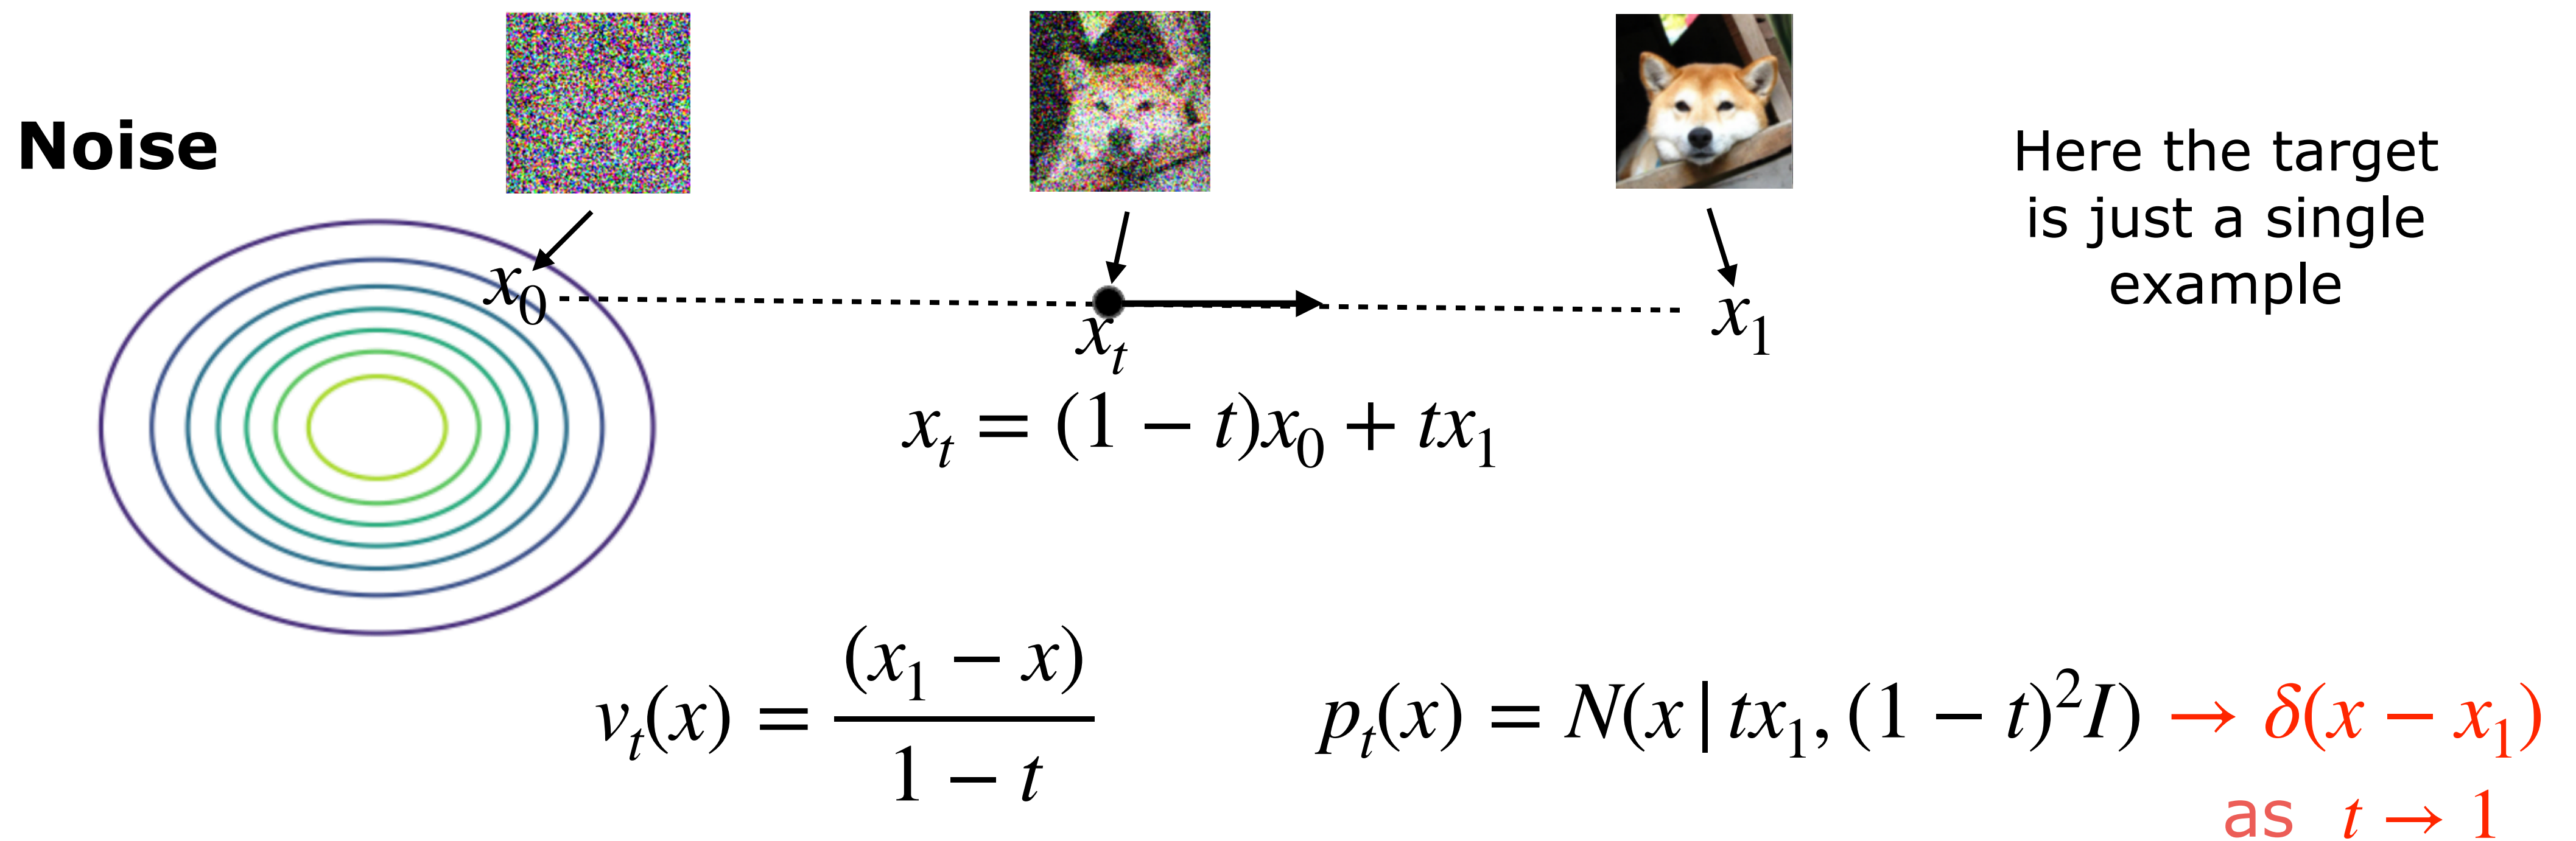 Noise
Here the target
is just a single
example
x₀
xₜ
x₁
xₜ = (1 − t)x₀ + tx₁
vₜ(x) = (x₁ − x) / 1 − t
pₜ(x) = N(x | tx₁, (1 − t)²I) → δ(x − x₁)
as t → 1